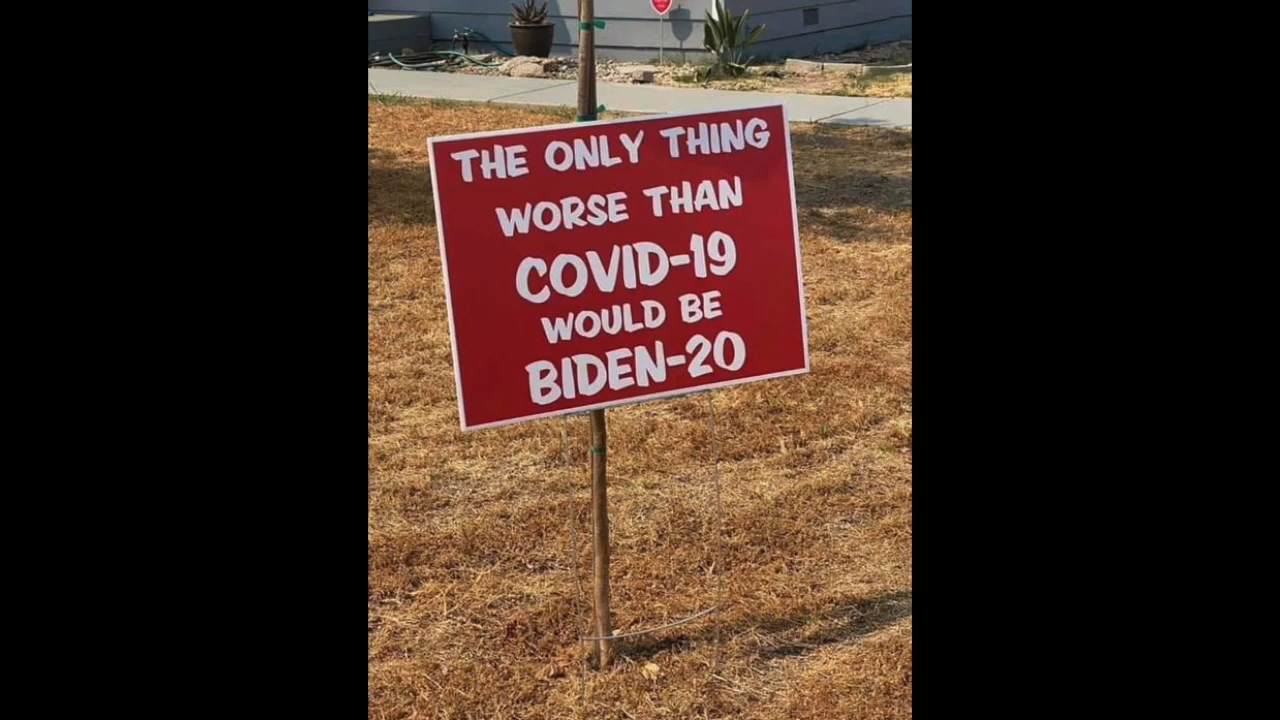 THE ONLY THING
WORSE THAN
COVID-19
WOULD BE
BIDEN-20